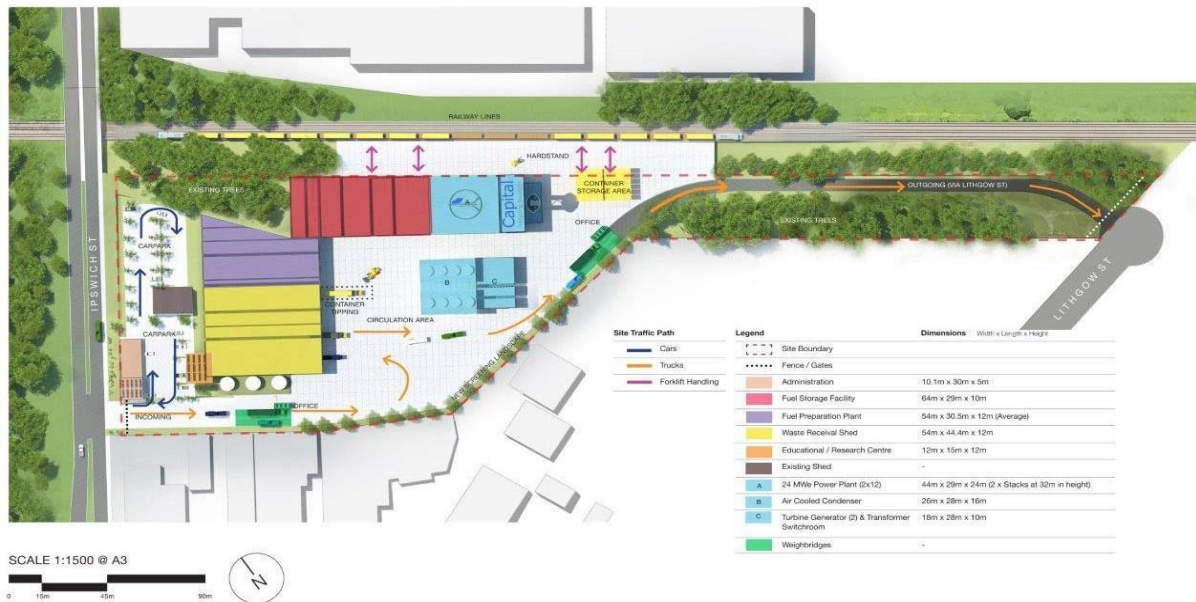 RAILWAY LINES
HARDSTAND
EXISTING TREES
CONTAINER
STORAGE AREA
Capital
A
OUTGOING (VIA LITHGOW ST)
EXISTING TREES
OFFICE
CARPARK
IPSWICH ST
B
C
CONTAINER
TIPPING
CIRCULATION AREA
CARPARK
NEW SCREENING LANDSCAPE
LITHGOW ST
INCOMING
OFFICE
Site Traffic Path
Cars
Trucks
Forklift Handling
Legend Dimensions Width x Length x Height
Site Boundary
Fence / Gates
Administration 10.1m x 30m x 5m
Fuel Storage Facility 64m x 29m x 10m
Fuel Preparation Plant 54m x 30.5m x 12m (Average)
Waste Receival Shed 54m x 44.4m x 12m
Educational / Research Centre 12m x 15m x 12m
Existing Shed -
A 24 MWe Power Plant (2x12) 44m x 29m x 24m (2 x Stacks at 32m in height)
B Air Cooled Condenser 26m x 28m x 16m
C Turbine Generator (2) & Transformer Switchroom 18m x 28m x 10m
Weighbridges -
SCALE 1:1500 @ A3
0 15m 45m 90m
N